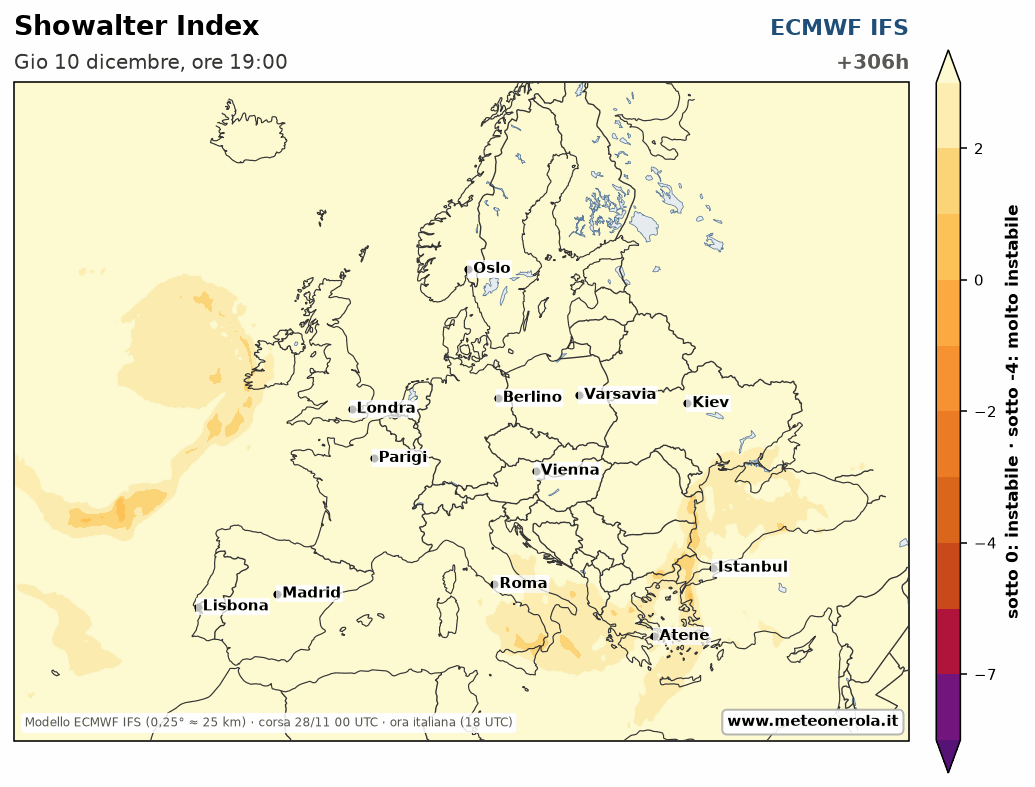 Showalter Index
ECMWF IFS
Gio 10 dicembre, ore 19:00
+306h
Oslo
Londra
Berlino
Varsavia
Kiev
Parigi
Vienna
Roma
Istanbul
Madrid
Lisbona
Atene
Modello ECMWF IFS (0,25° ≈ 25 km) · corsa 28/11 00 UTC · ora italiana (18 UTC)
www.meteonerola.it
2
0
−2
−4
−7
sotto 0: instabile · sotto -4: molto instabile